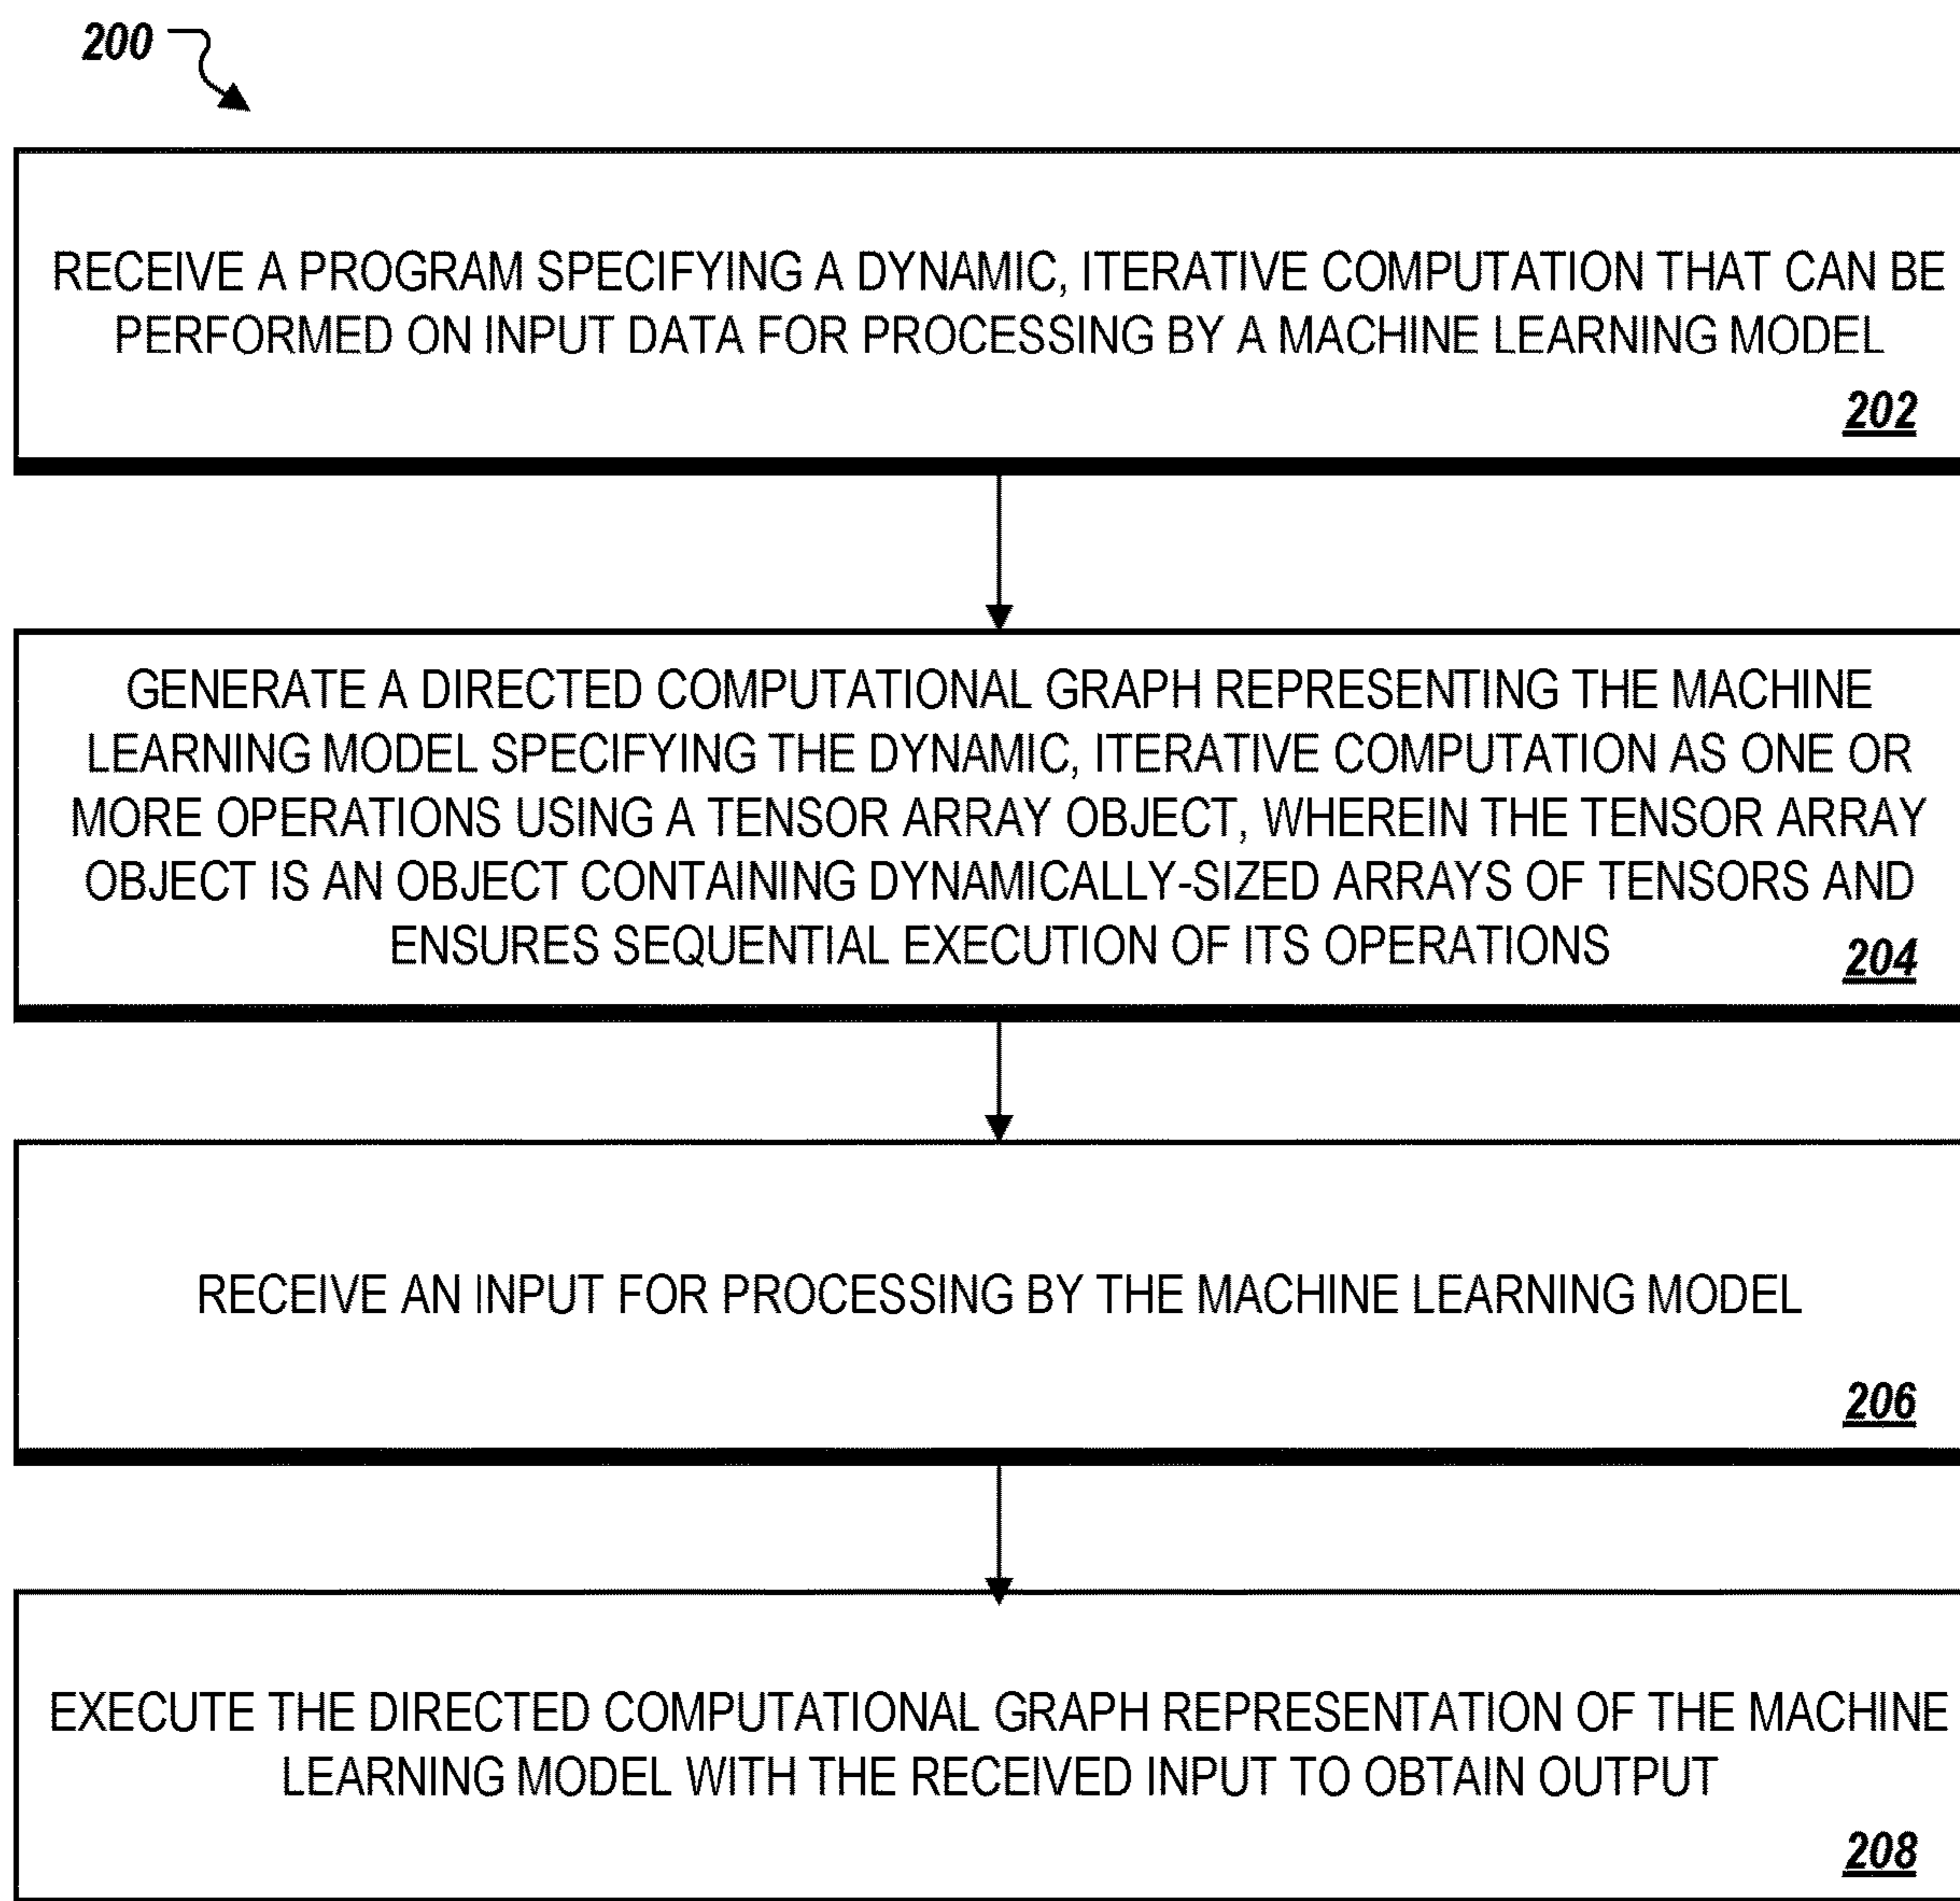 200
RECEIVE A PROGRAM SPECIFYING A DYNAMIC, ITERATIVE COMPUTATION THAT CAN BE
PERFORMED ON INPUT DATA FOR PROCESSING BY A MACHINE LEARNING MODEL
202
GENERATE A DIRECTED COMPUTATIONAL GRAPH REPRESENTING THE MACHINE
LEARNING MODEL SPECIFYING THE DYNAMIC, ITERATIVE COMPUTATION AS ONE OR
MORE OPERATIONS USING A TENSOR ARRAY OBJECT, WHEREIN THE TENSOR ARRAY
OBJECT IS AN OBJECT CONTAINING DYNAMICALLY-SIZED ARRAYS OF TENSORS AND
ENSURES SEQUENTIAL EXECUTION OF ITS OPERATIONS
204
RECEIVE AN INPUT FOR PROCESSING BY THE MACHINE LEARNING MODEL
206
EXECUTE THE DIRECTED COMPUTATIONAL GRAPH REPRESENTATION OF THE MACHINE
LEARNING MODEL WITH THE RECEIVED INPUT TO OBTAIN OUTPUT
208